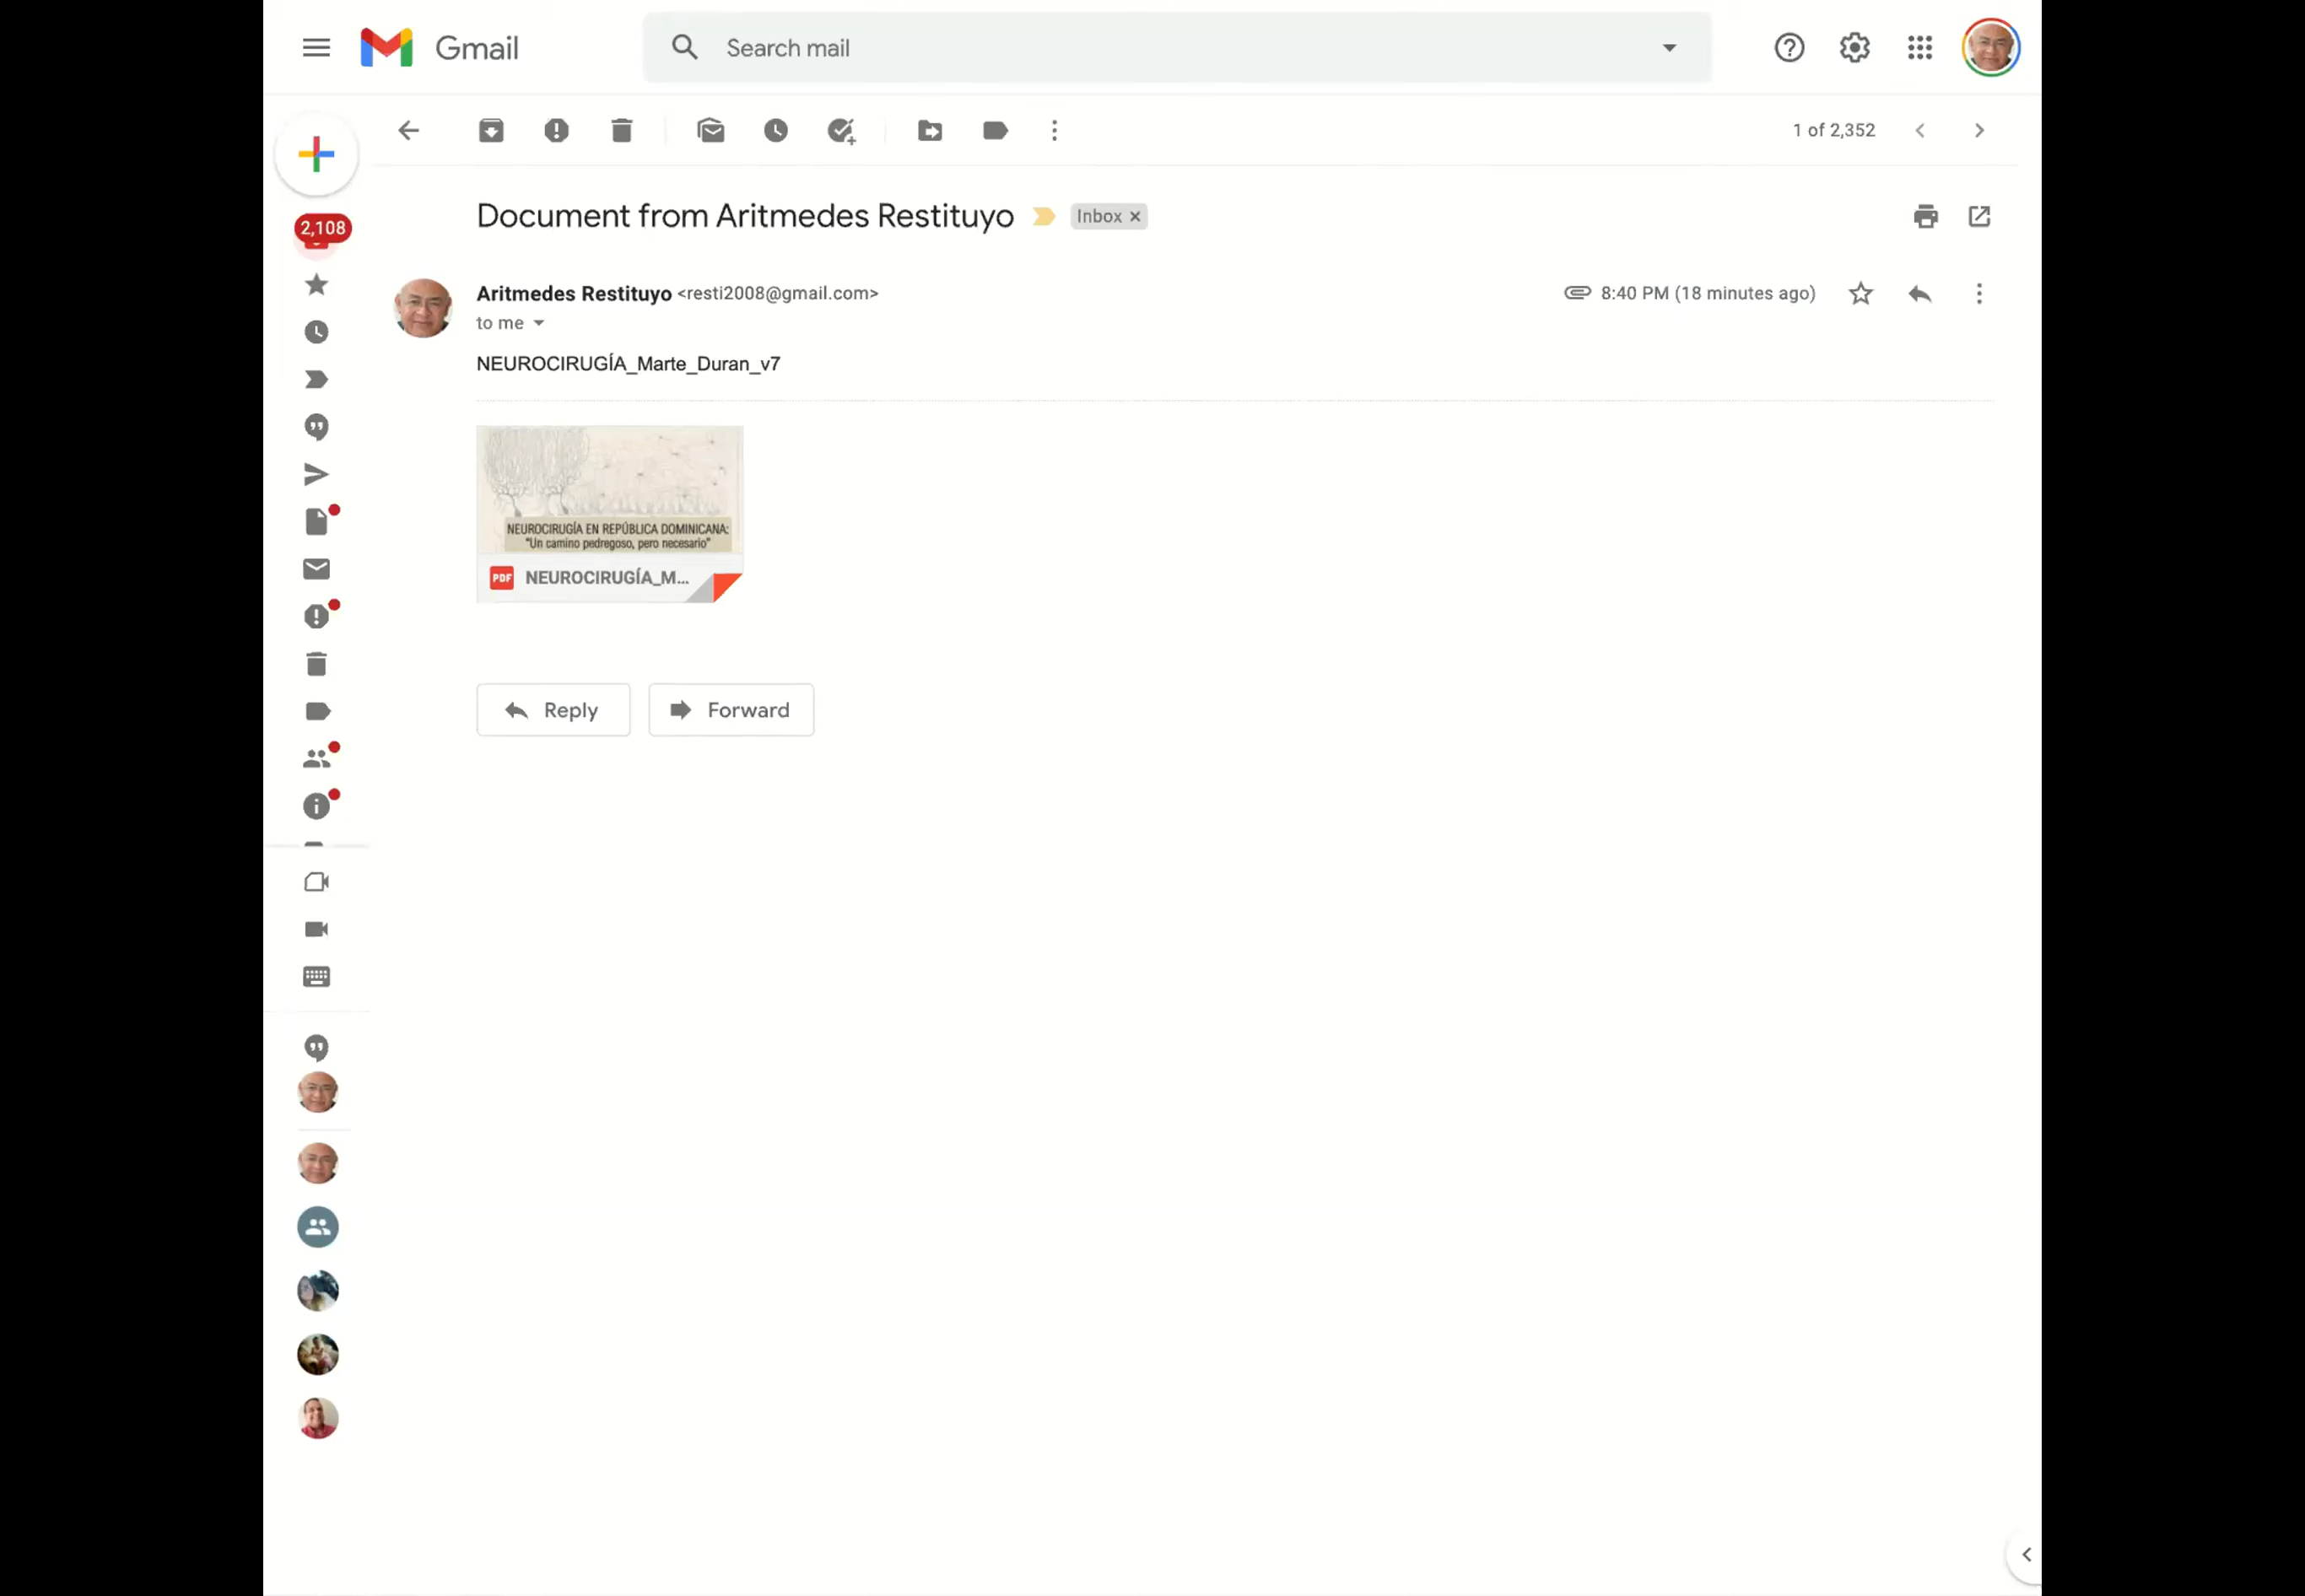 Gmail
Search mail
1 of 2,352
2,108
Document from Aritmedes Restituyo
Inbox ×
Aritmedes Restituyo <resti2008@gmail.com>
8:40 PM (18 minutes ago)
to me
NEUROCIRUGÍA_Marte_Duran_v7
NEUROCIRUGÍA EN REPÚBLICA DOMINICANA:
"Un camino pedregoso, pero necesario"
PDF NEUROCIRUGÍA_M...
Reply
Forward